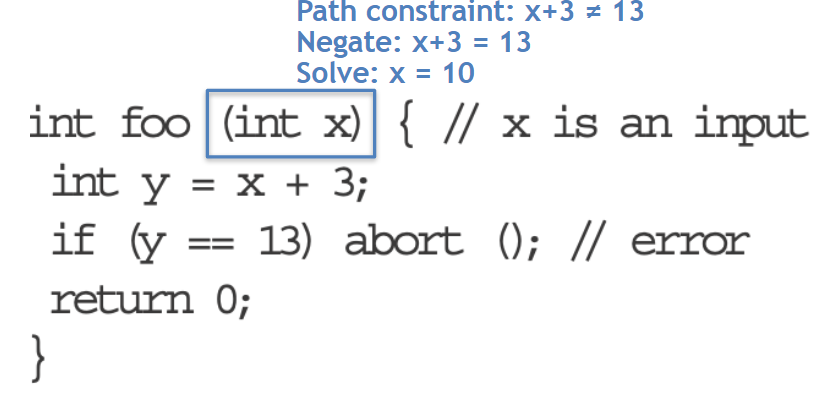 Path constraint: x+3 ≠ 13
Negate: x+3 = 13
Solve: x = 10
int foo (int x) { // x is an input
int y = x + 3;
if (y == 13) abort (); // error
return 0;
}